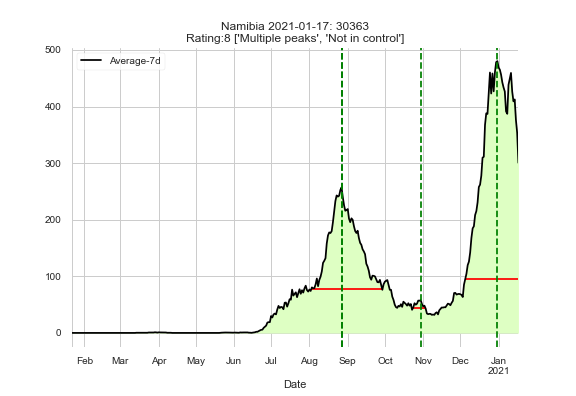 Namibia 2021-01-17: 30363
Rating:8 ['Multiple peaks', 'Not in control']
500
Average-7d
400
300
200
100
0
Feb Mar Apr May Jun Jul Aug Sep Oct Nov Dec Jan
2021
Date